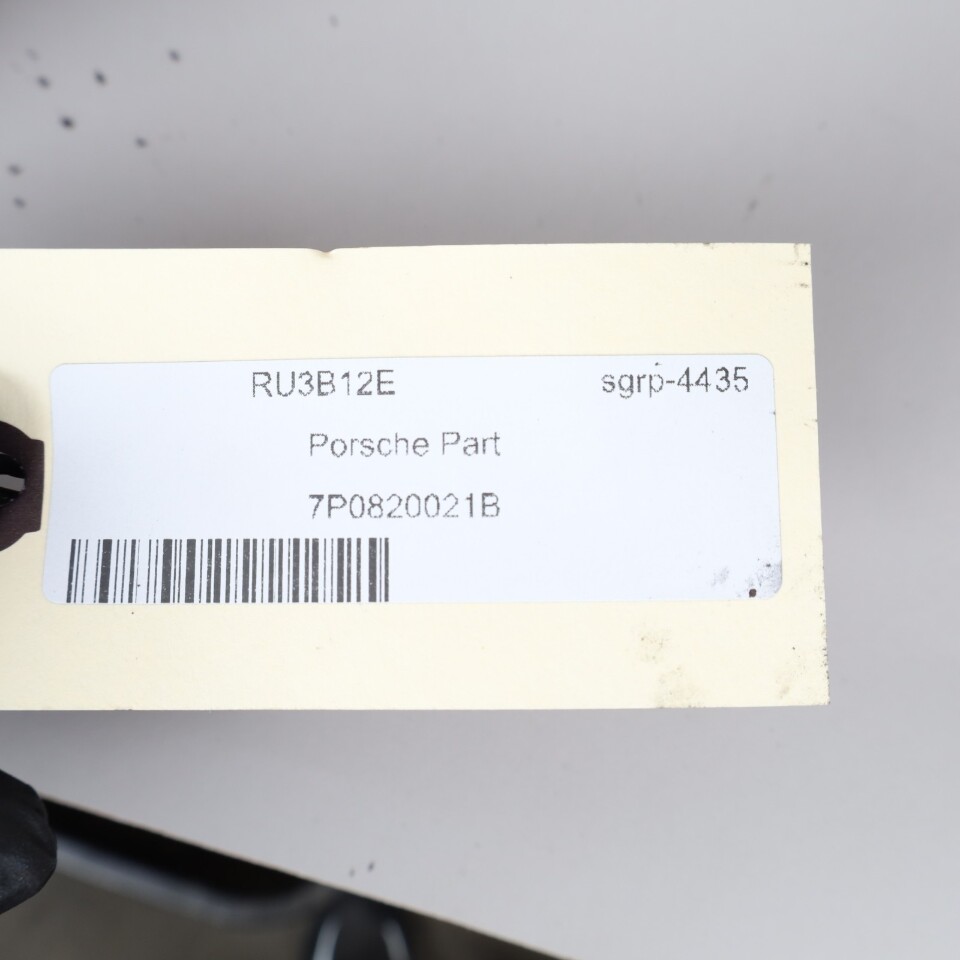 RU3B12E sgrp-4435
Porsche Part
7P0820021B